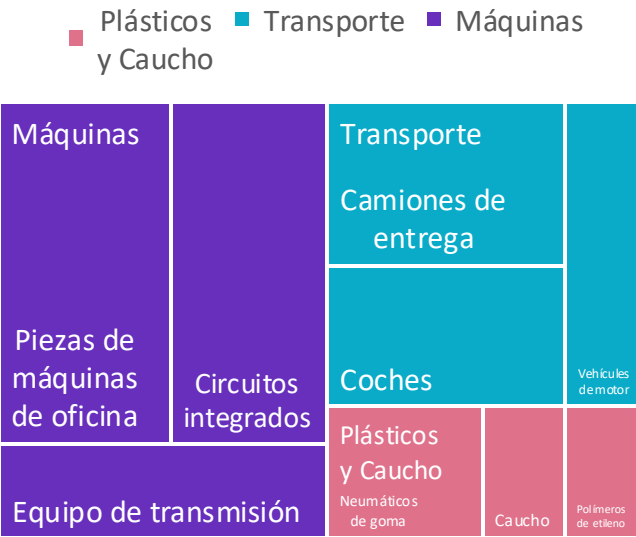 Plásticos
y Caucho
Transporte
Máquinas
Máquinas
Piezas de
máquinas
de oficina
Circuitos
integrados
Equipo de transmisión
Transporte
Camiones de
entrega
Coches
Vehícules
de motor
Plásticos
y Caucho
Neumáticos
de goma
Caucho
Polímeros
de etileno